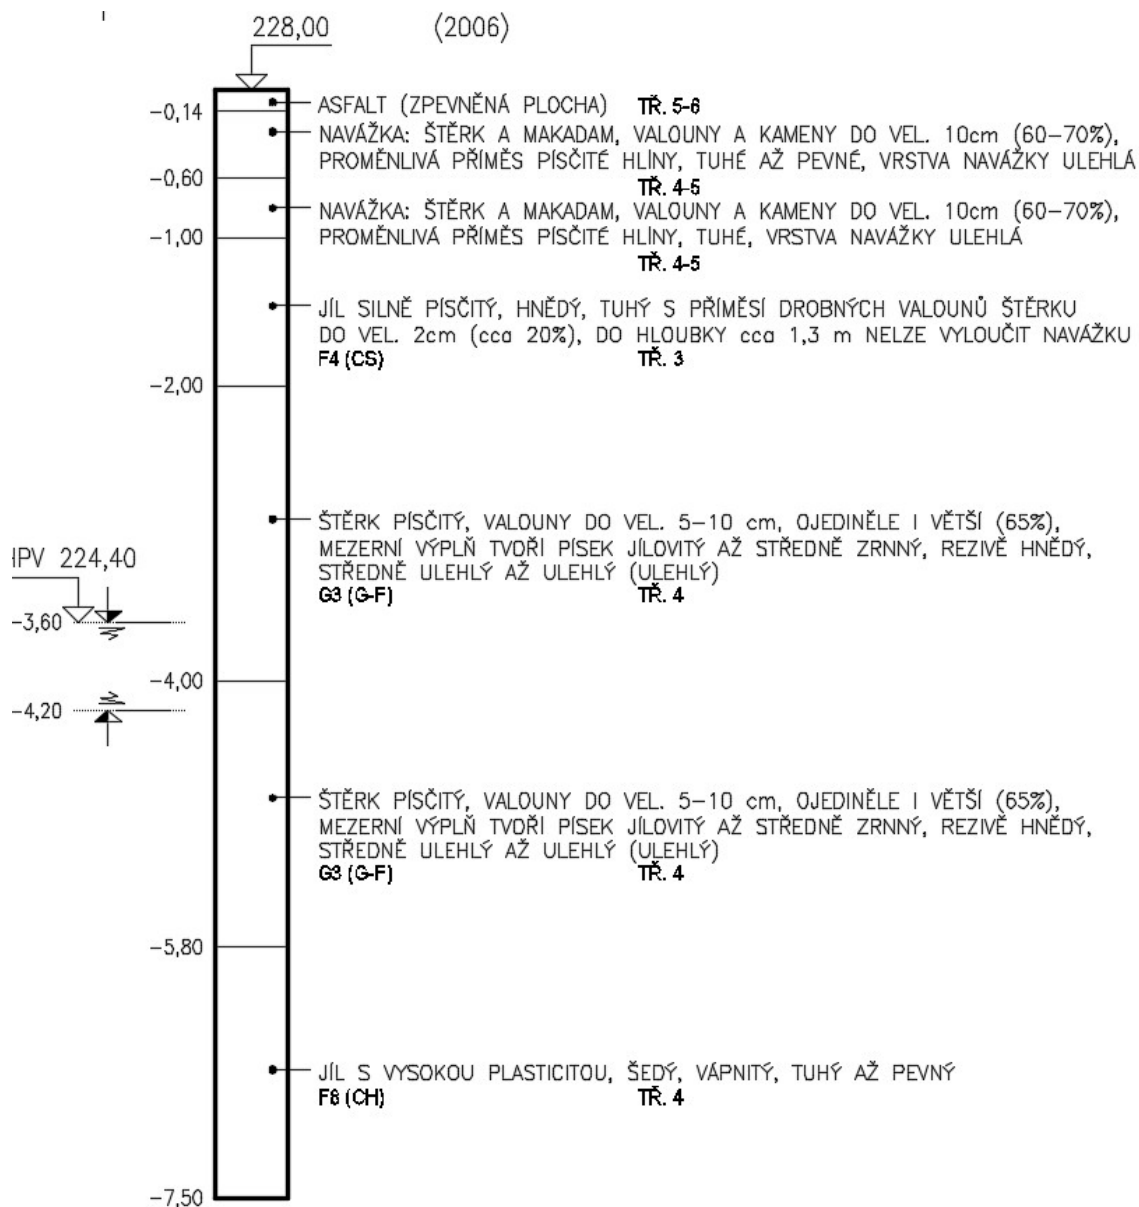 228,00 (2006)
ASFALT (ZPEVNĚNÁ PLOCHA) TŘ. 5-6
-0,14
NAVÁŽKA: ŠTĚRK A MAKADAM, VALOUNY A KAMENY DO VEL. 10cm (60-70%),
PROMĚNLIVÁ PŘÍMĚS PÍSČITÉ HLÍNY, TUHÉ AŽ PEVNÉ, VRSTVA NAVÁŽKY ULEHLÁ
-0,60
TŘ. 4-5
NAVÁŽKA: ŠTĚRK A MAKADAM, VALOUNY A KAMENY DO VEL. 10cm (60-70%),
-1,00
PROMĚNLIVÁ PŘÍMĚS PÍSČITÉ HLÍNY, TUHÉ, VRSTVA NAVÁŽKY ULEHLÁ
TŘ. 4-5
JÍL SILNĚ PÍSČITÝ, HNĚDÝ, TUHÝ S PŘÍMĚSÍ DROBNÝCH VALOUNŮ ŠTĚRKU
DO VEL. 2cm (cca 20%), DO HLOUBKY cca 1,3 m NELZE VYLOUČIT NAVÁŽKU
F4 (CS) TŘ. 3
-2,00
ŠTĚRK PÍSČITÝ, VALOUNY DO VEL. 5-10 cm, OJEDINĚLE I VĚTŠÍ (65%),
MEZERNÍ VÝPLŇ TVOŘÍ PÍSEK JÍLOVITÝ AŽ STŘEDNĚ ZRNNÝ, REZIVĚ HNĚDÝ,
STŘEDNĚ ULEHLÝ AŽ ULEHLÝ (ULEHLÝ)
G3 (G-F) TŘ. 4
HPV 224,40
-3,60
-4,00
-4,20
ŠTĚRK PÍSČITÝ, VALOUNY DO VEL. 5-10 cm, OJEDINĚLE I VĚTŠÍ (65%),
MEZERNÍ VÝPLŇ TVOŘÍ PÍSEK JÍLOVITÝ AŽ STŘEDNĚ ZRNNÝ, REZIVĚ HNĚDÝ,
STŘEDNĚ ULEHLÝ AŽ ULEHLÝ (ULEHLÝ)
G3 (G-F) TŘ. 4
-5,80
JÍL S VYSOKOU PLASTICITOU, ŠEDÝ, VÁPNITÝ, TUHÝ AŽ PEVNÝ
F8 (CH) TŘ. 4
-7,50